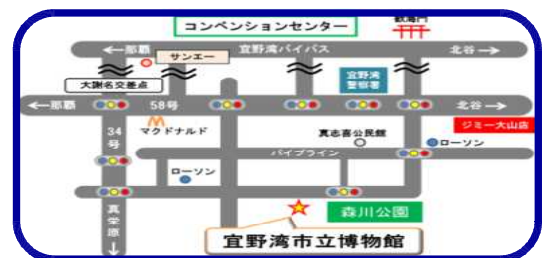 コンベンションセンター
歓海門
←那覇
サンエー
宜野湾バイパス
北谷→
大謝名交差点
宜野湾
警察署
←那覇
58号
北谷→
34号
マクドナルド
真志喜公民館
ジミー大山店
ローソン
パイプライン
ローソン
真栄原
↓
森川公園
宜野湾市立博物館